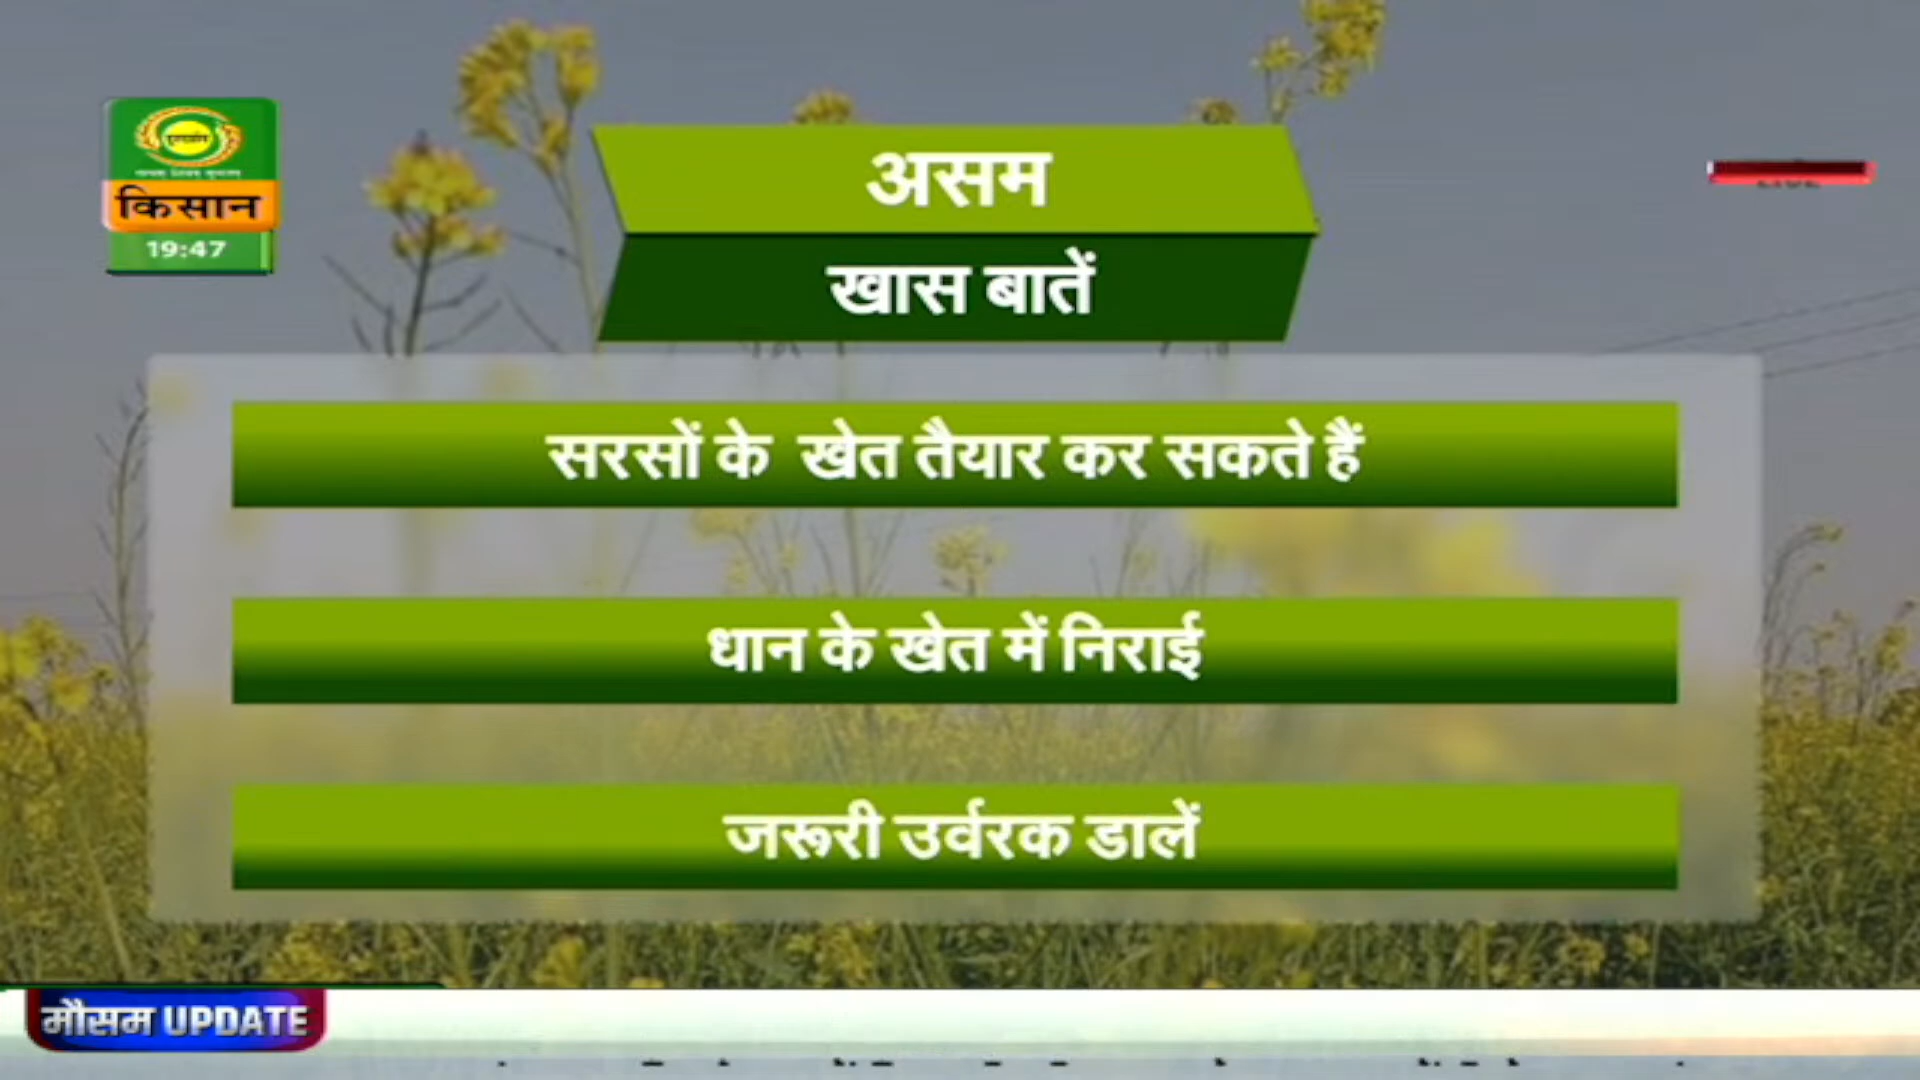 असम
किसान
19:47
खास बातें
सरसों के खेत तैयार कर सकते हैं
धान के खेत में निराई
जरूरी उर्वरक डालें
मौसम UPDATE